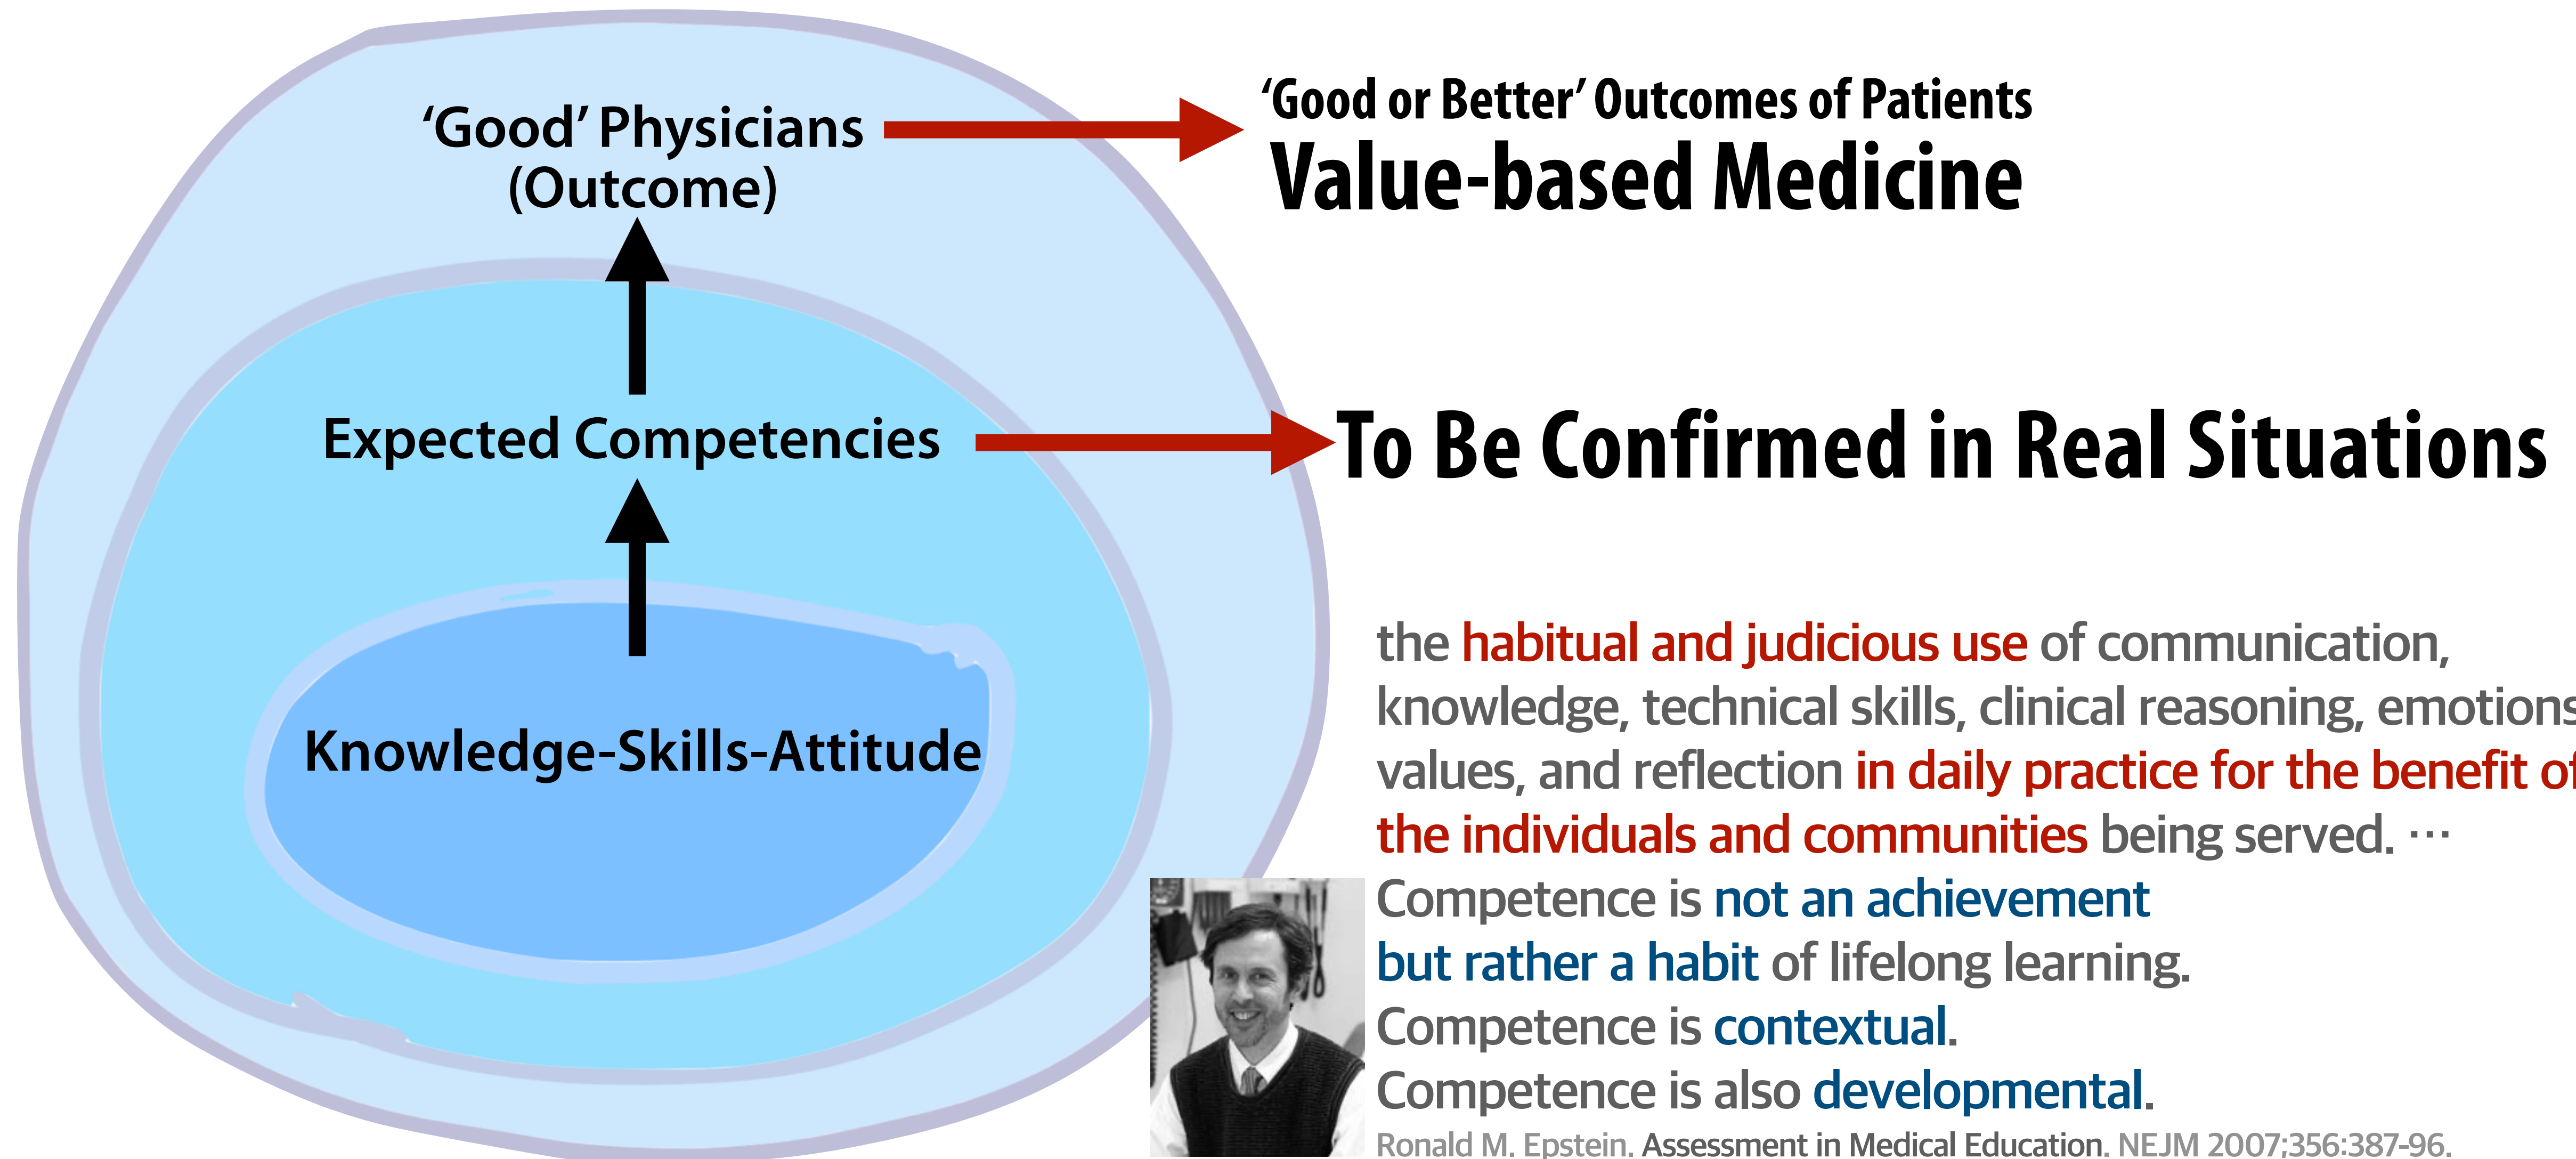 ‘Good’ Physicians
(Outcome)
Expected Competencies
Knowledge-Skills-Attitude
‘Good or Better’ Outcomes of Patients
Value-based Medicine
To Be Confirmed in Real Situations
the habitual and judicious use of communication,
knowledge, technical skills, clinical reasoning, emotions
values, and reflection in daily practice for the benefit of
the individuals and communities being served. ⋯
Competence is not an achievement
but rather a habit of lifelong learning.
Competence is contextual.
Competence is also developmental.
Ronald M. Epstein. Assessment in Medical Education. NEJM 2007;356:387-96.